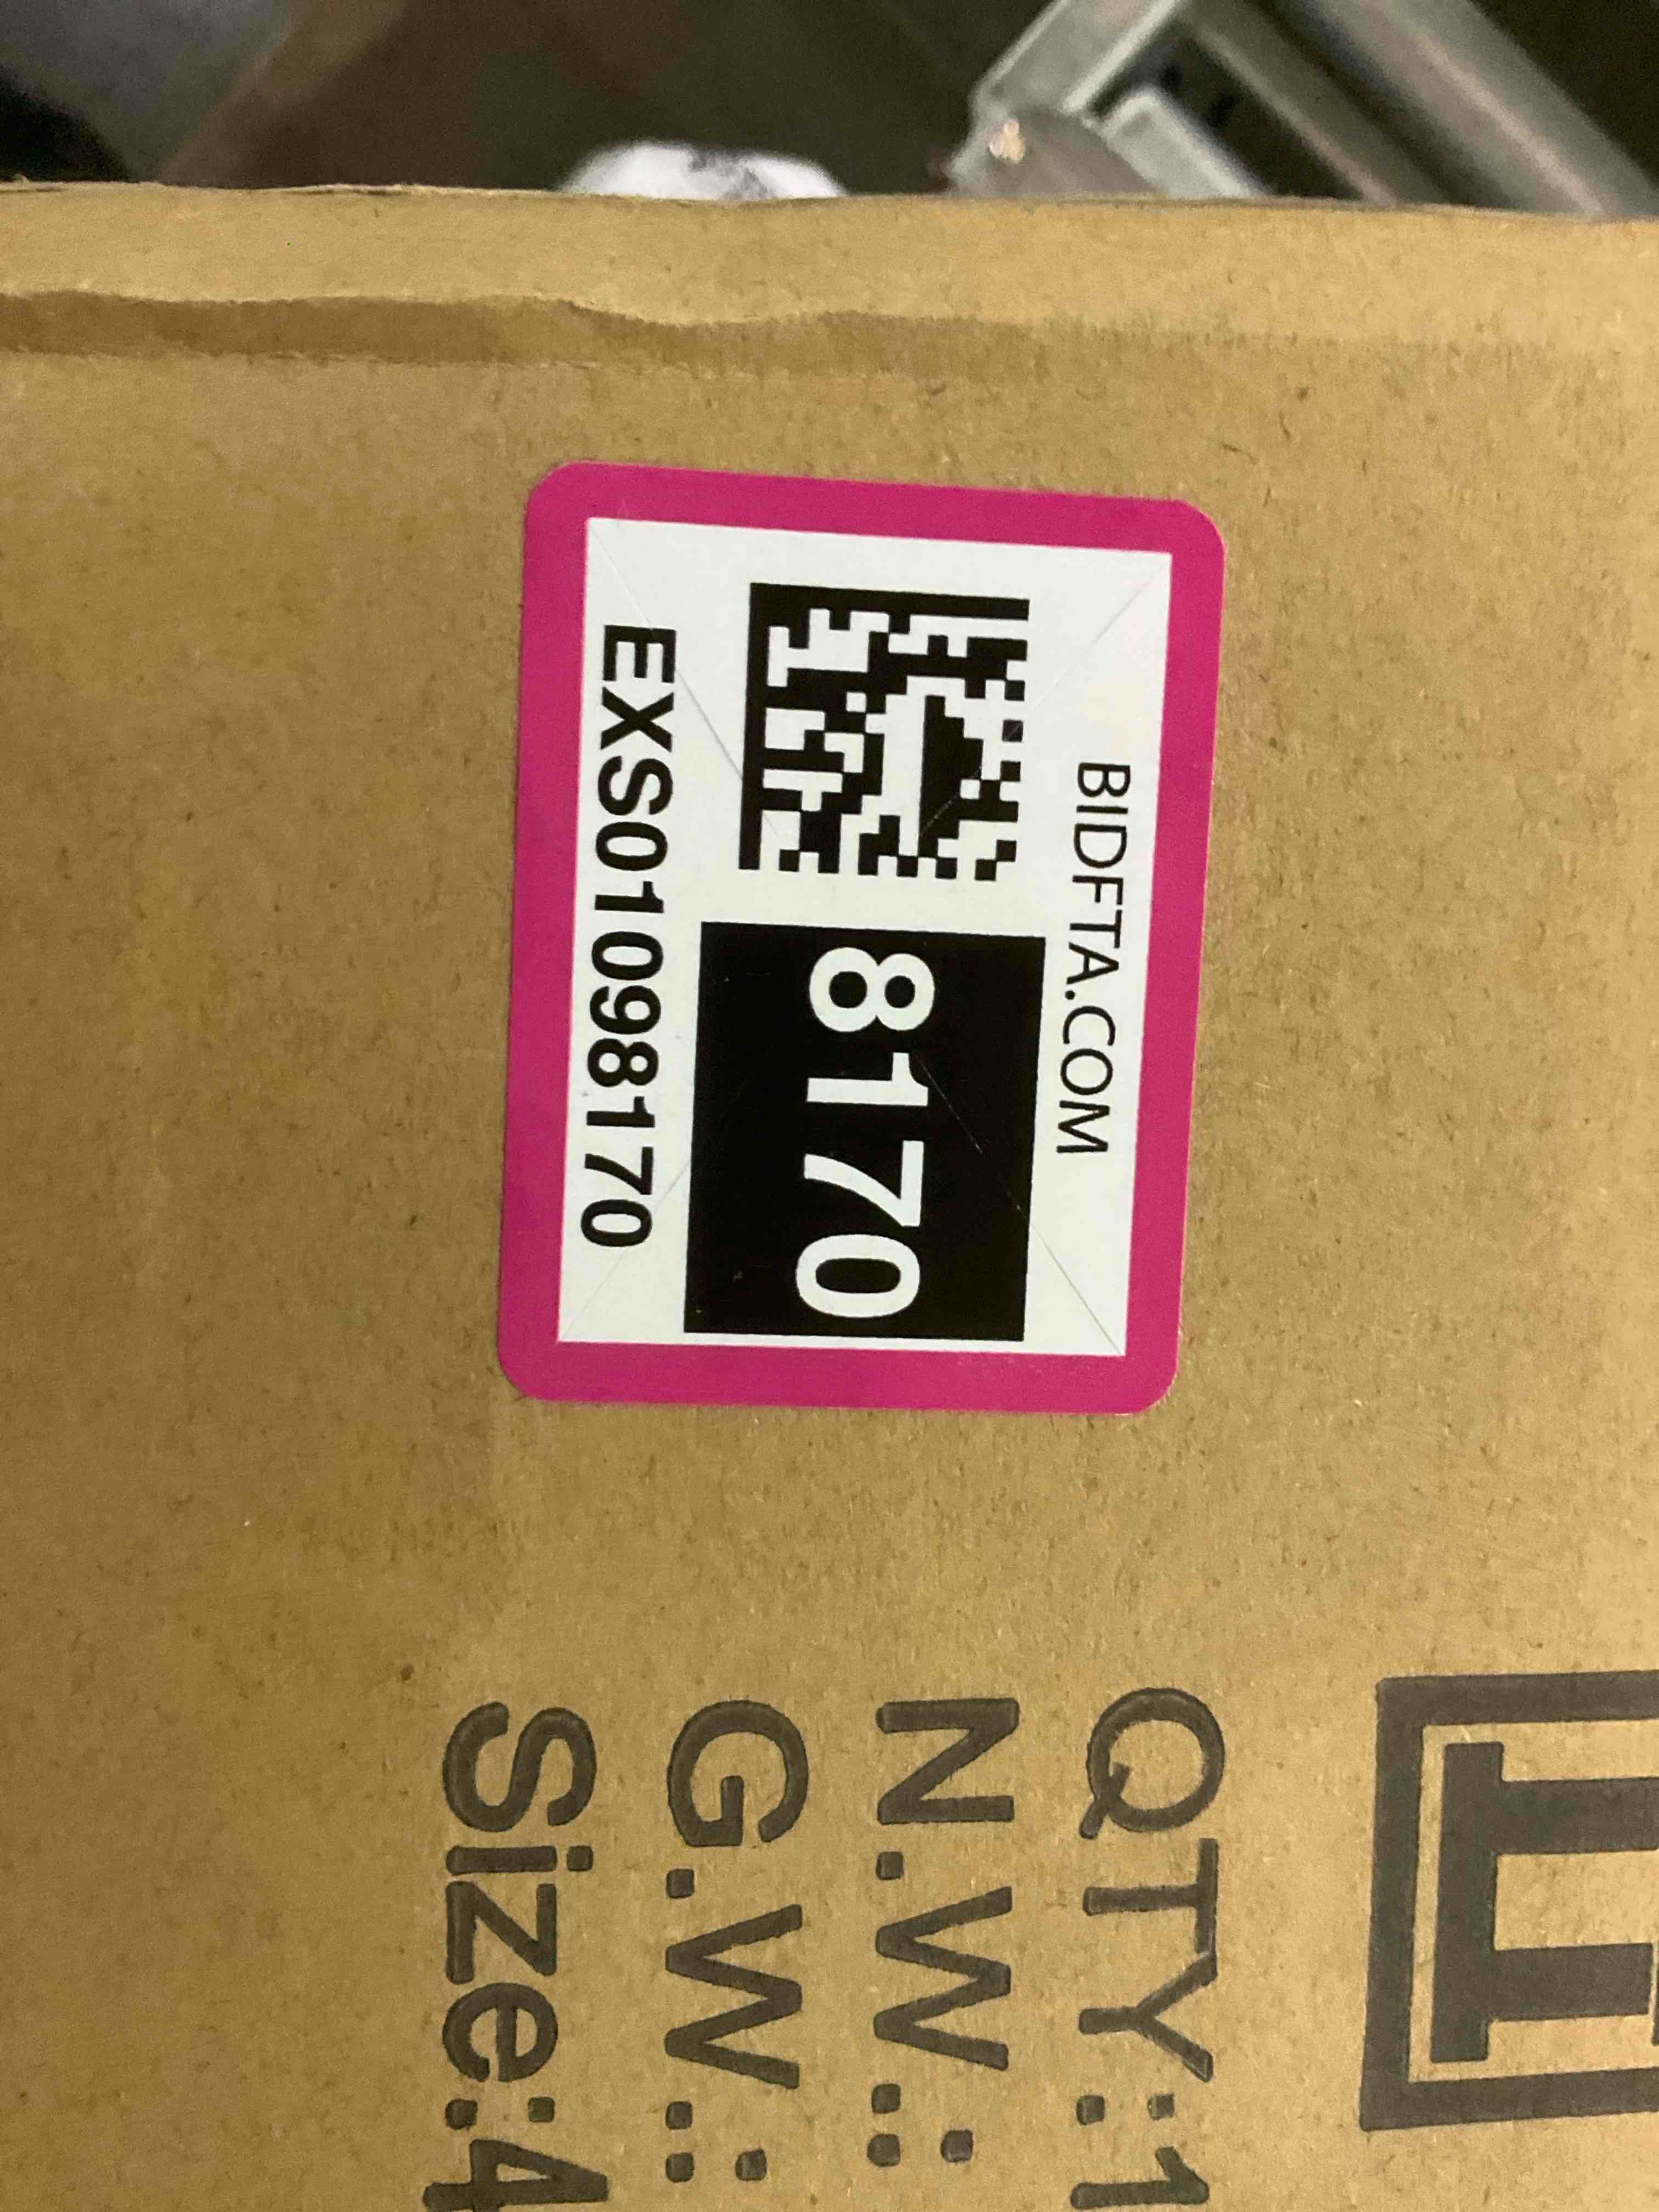 BIDFTA.COM
8170
EXS01098170
QTY:1
N.W.:
G.W.:
Size:4